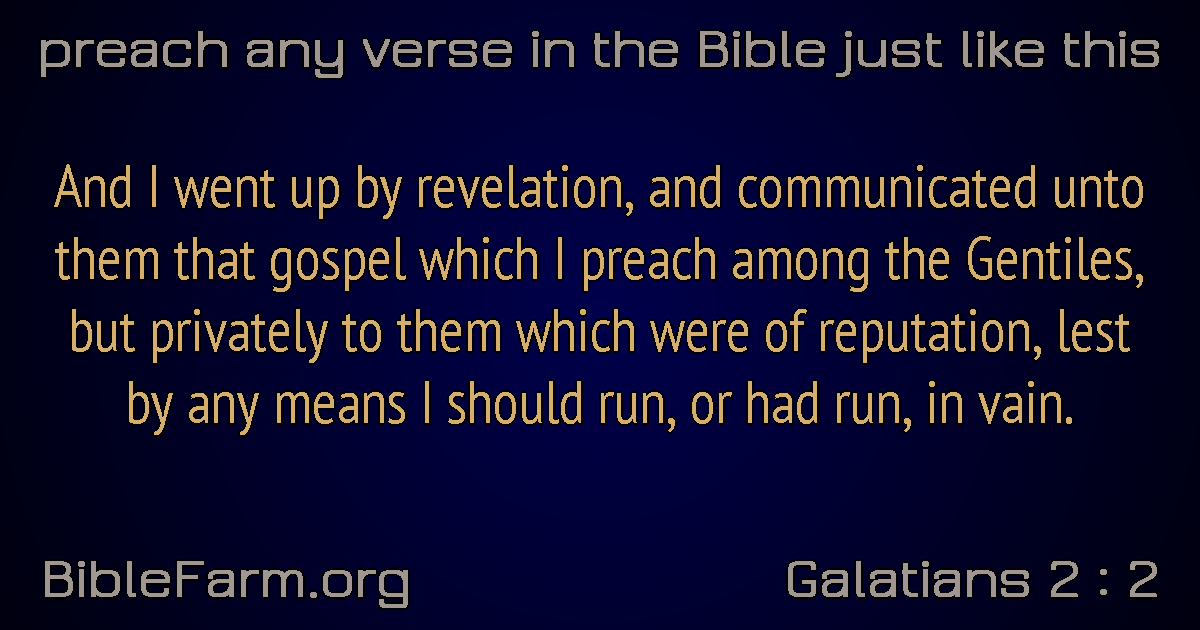 preach any verse in the Bible just like this
And I went up by revelation, and communicated unto
them that gospel which I preach among the Gentiles,
but privately to them which were of reputation, lest
by any means I should run, or had run, in vain.
BibleFarm.org
Galatians 2 : 2